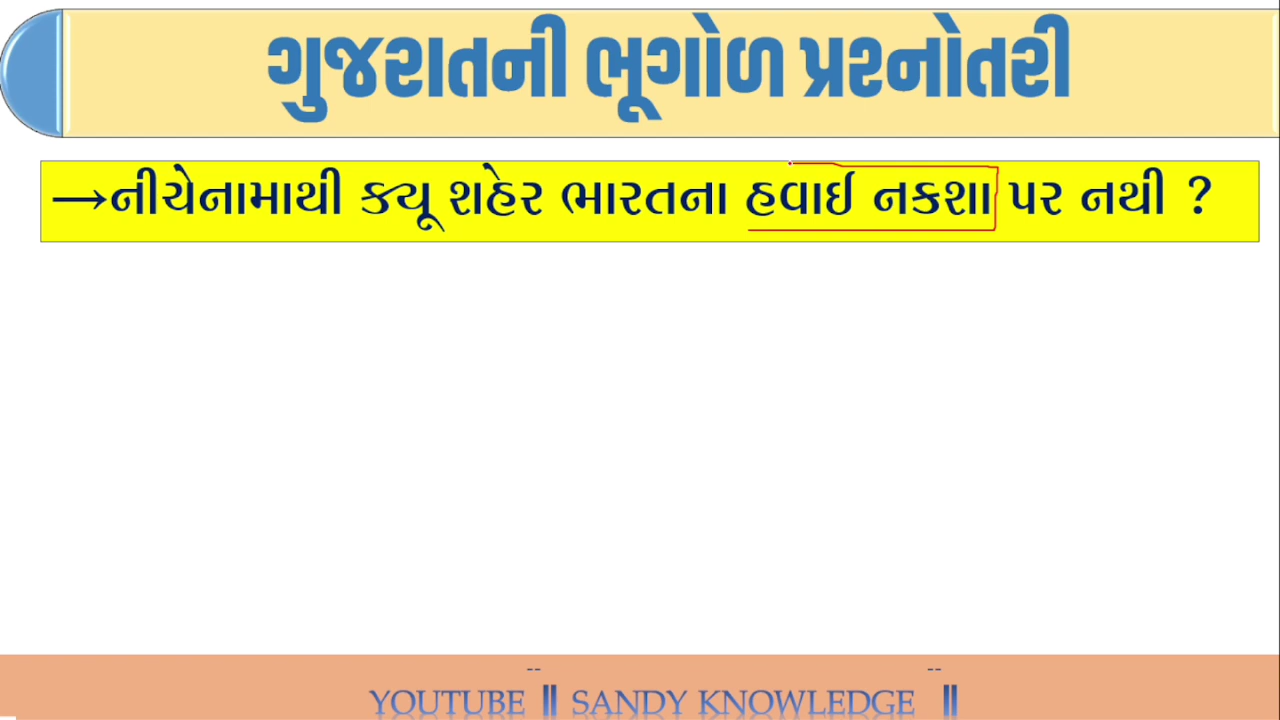 ગુજરાતની ભૂગોળ પ્રશ્નોતરી
→નીચેનામાથી ક્યૂ શહેર ભારતના હવાઈ નકશા પર નથી ?
-- --
YOUTUBE || SANDY KNOWLEDGE ||